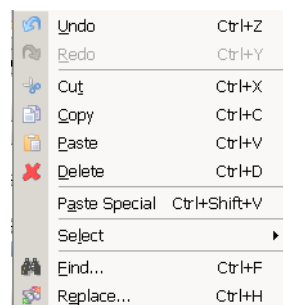 Undo Ctrl+Z
Redo Ctrl+Y
Cut Ctrl+X
Copy Ctrl+C
Paste Ctrl+V
Delete Ctrl+D
Paste Special Ctrl+Shift+V
Select
Find... Ctrl+F
Replace... Ctrl+H